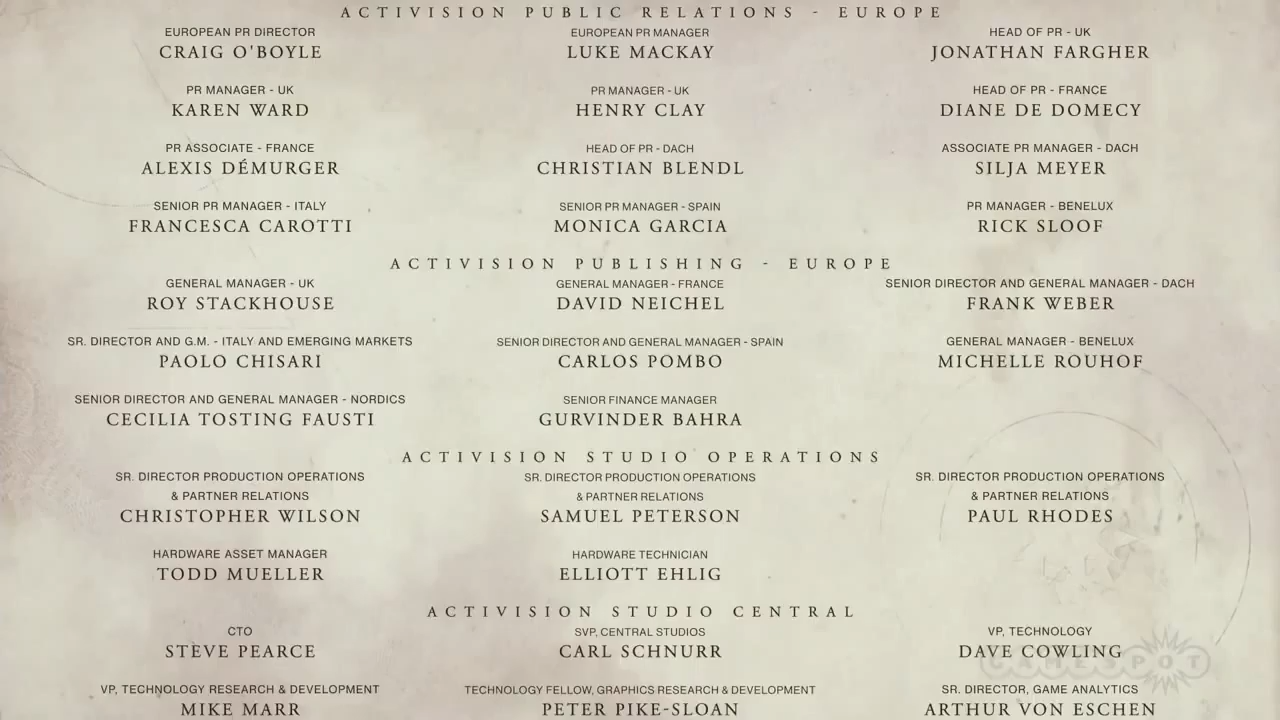 ACTIVISION PUBLIC RELATIONS - EUROPE
EUROPEAN PR DIRECTOR
CRAIG O'BOYLE
EUROPEAN PR MANAGER
LUKE MACKAY
HEAD OF PR - UK
JONATHAN FARGHER
PR MANAGER - UK
KAREN WARD
PR MANAGER - UK
HENRY CLAY
HEAD OF PR - FRANCE
DIANE DE DOMECY
PR ASSOCIATE - FRANCE
ALEXIS DÉMURGER
HEAD OF PR - DACH
CHRISTIAN BLENDL
ASSOCIATE PR MANAGER - DACH
SILJA MEYER
SENIOR PR MANAGER - ITALY
FRANCESCA CAROTTI
SENIOR PR MANAGER - SPAIN
MONICA GARCIA
PR MANAGER - BENELUX
RICK SLOOF
ACTIVISION PUBLISHING - EUROPE
GENERAL MANAGER - UK
ROY STACKHOUSE
GENERAL MANAGER - FRANCE
DAVID NEICHEL
SENIOR DIRECTOR AND GENERAL MANAGER - DACH
FRANK WEBER
SR. DIRECTOR AND G.M. - ITALY AND EMERGING MARKETS
PAOLO CHISARI
SENIOR DIRECTOR AND GENERAL MANAGER - SPAIN
CARLOS POMBO
GENERAL MANAGER - BENELUX
MICHELLE ROUHOF
SENIOR DIRECTOR AND GENERAL MANAGER - NORDICS
CECILIA TOSTING FAUSTI
SENIOR FINANCE MANAGER
GURVINDER BAHRA
ACTIVISION STUDIO OPERATIONS
SR. DIRECTOR PRODUCTION OPERATIONS
& PARTNER RELATIONS
CHRISTOPHER WILSON
SR. DIRECTOR PRODUCTION OPERATIONS
& PARTNER RELATIONS
SAMUEL PETERSON
SR. DIRECTOR PRODUCTION OPERATIONS
& PARTNER RELATIONS
PAUL RHODES
HARDWARE ASSET MANAGER
TODD MUELLER
HARDWARE TECHNICIAN
ELLIOTT EHLIG
ACTIVISION STUDIO CENTRAL
CTO
STEVE PEARCE
SVP, CENTRAL STUDIOS
CARL SCHNURR
VP, TECHNOLOGY
DAVE COWLING
GAMESPOT
VP, TECHNOLOGY RESEARCH & DEVELOPMENT
MIKE MARR
TECHNOLOGY FELLOW, GRAPHICS RESEARCH & DEVELOPMENT
PETER PIKE-SLOAN
SR. DIRECTOR, GAME ANALYTICS
ARTHUR VON ESCHEN